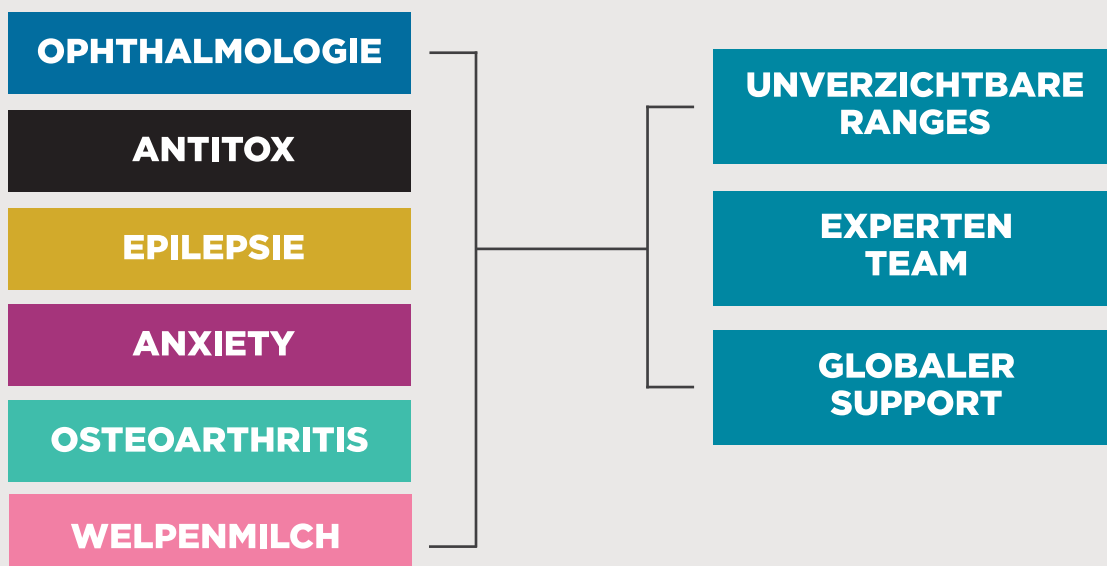 OPHTHALMOLOGIE
ANTITOX
EPILEPSIE
ANXIETY
OSTEOARTHRITIS
WELPENMILCH
UNVERZICHTBARE
RANGES
EXPERTEN
TEAM
GLOBALER
SUPPORT